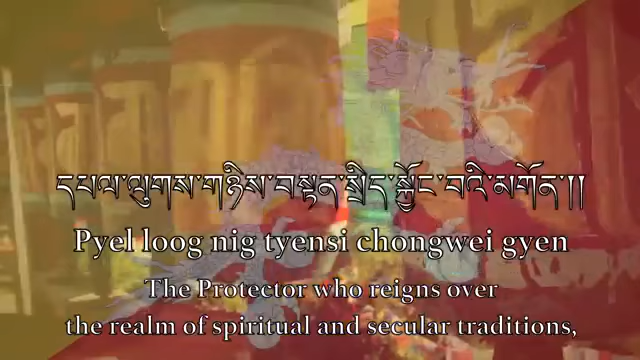 དཔལ་ལུགས་གཉིས་བསྟན་སྲིད་སྐྱོང་བའི་མགོན་།།
Pyel loog nig tyensi chongwei gyen
The Protector who reigns over
the realm of spiritual and secular traditions,